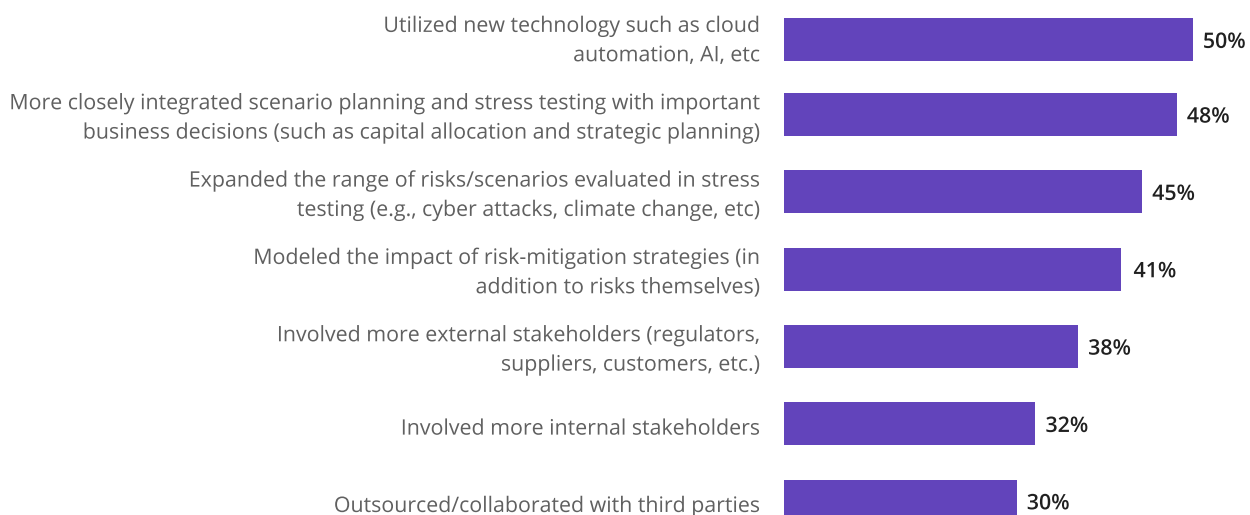 Utilized new technology such as cloud
automation, AI, etc
50%
More closely integrated scenario planning and stress testing with important
business decisions (such as capital allocation and strategic planning)
48%
Expanded the range of risks/scenarios evaluated in stress
testing (e.g., cyber attacks, climate change, etc)
45%
Modeled the impact of risk-mitigation strategies (in
addition to risks themselves)
41%
Involved more external stakeholders (regulators,
suppliers, customers, etc.)
38%
Involved more internal stakeholders
32%
Outsourced/collaborated with third parties
30%